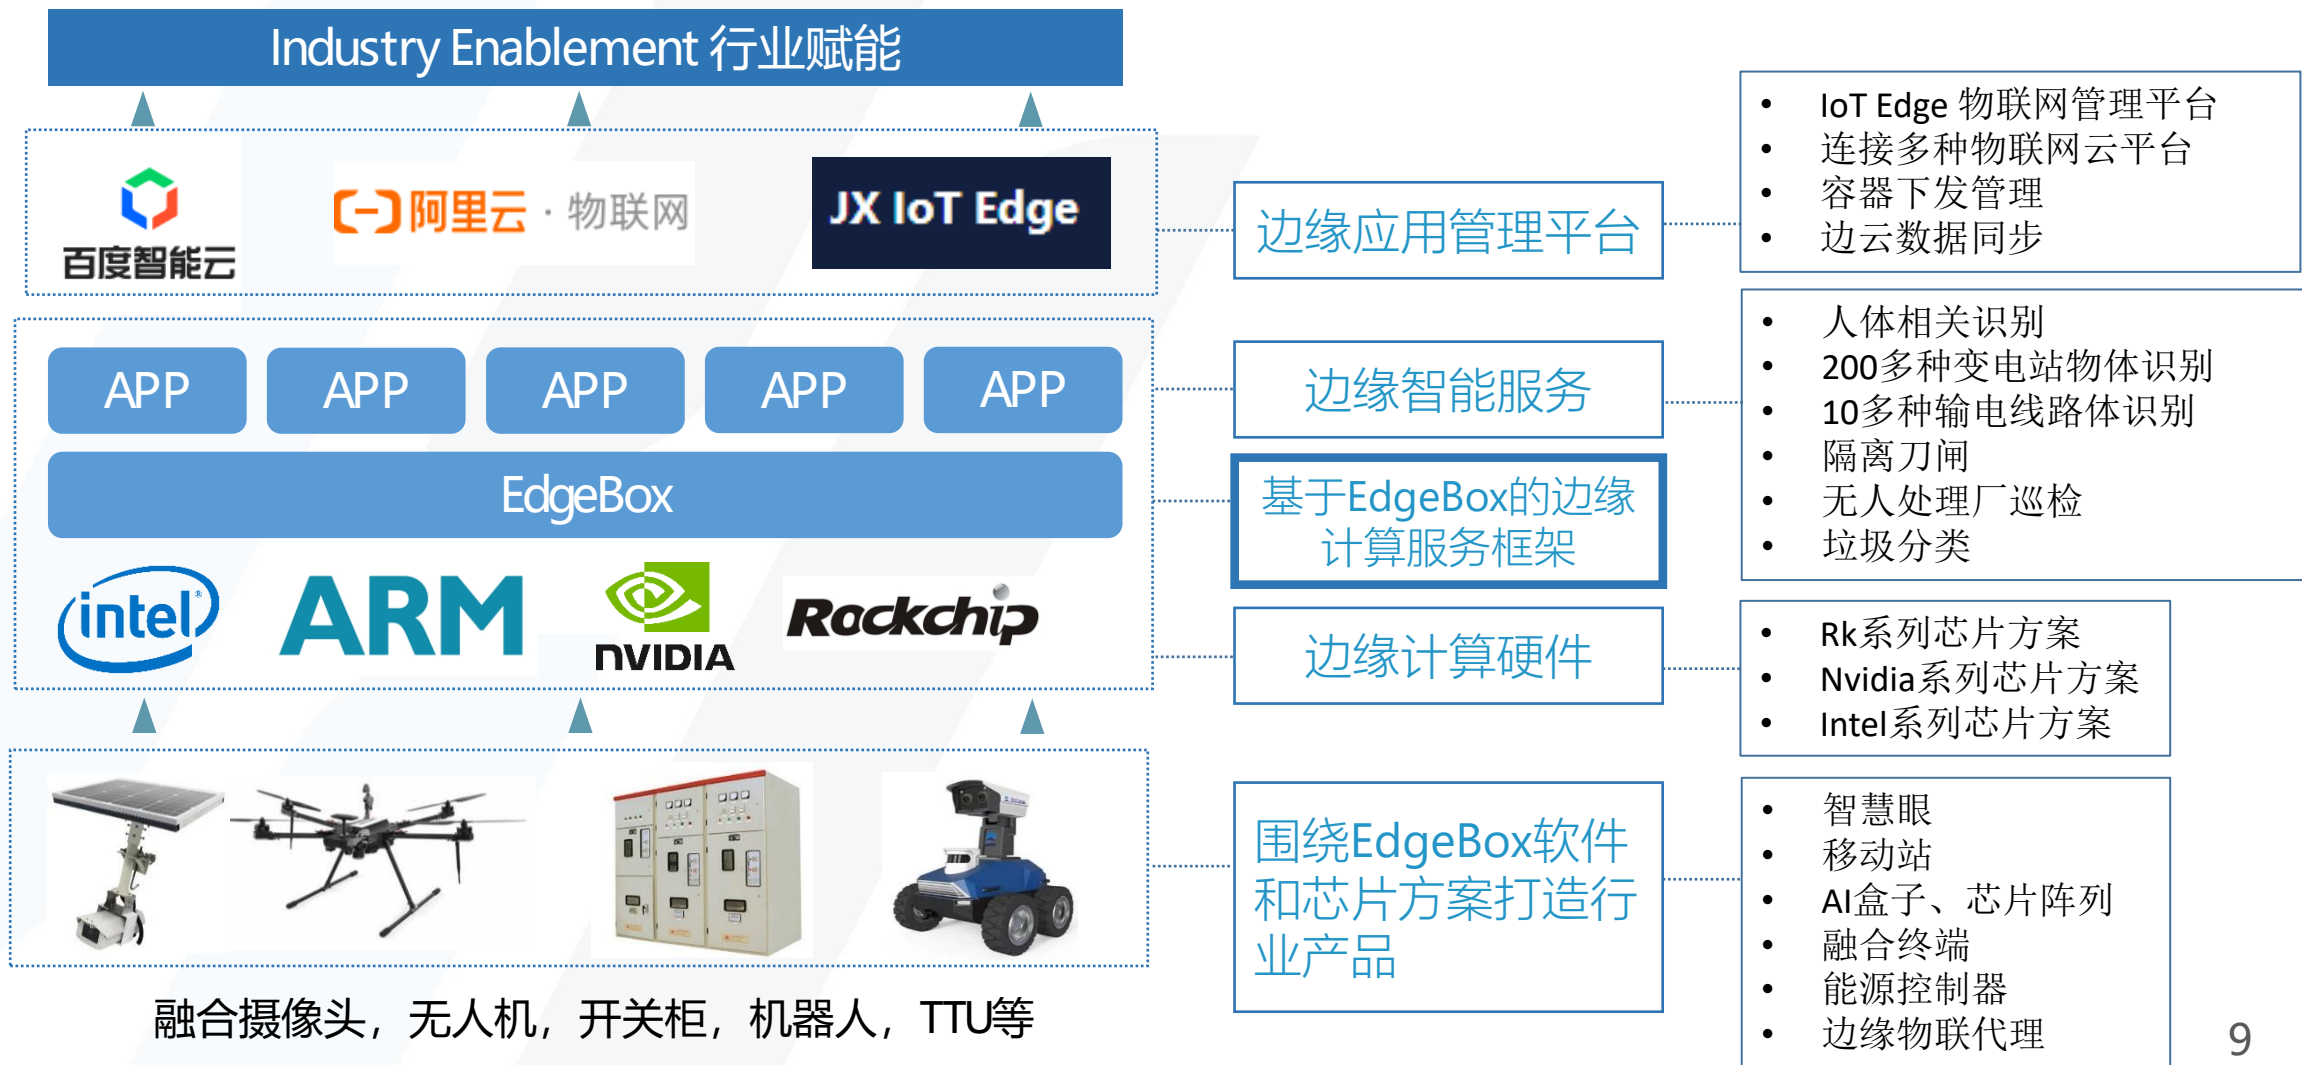 Industry Enablement 行业赋能
百度智能云
阿里云 · 物联网
JX IoT Edge
APP
APP
APP
APP
APP
EdgeBox
intel
ARM
NVIDIA
Rockchip
融合摄像头，无人机，开关柜，机器人，TTU等
边缘应用管理平台
边缘智能服务
基于EdgeBox的边缘
计算服务框架
边缘计算硬件
围绕EdgeBox软件
和芯片方案打造行
业产品
• IoT Edge 物联网管理平台
• 连接多种物联网云平台
• 容器下发管理
• 边云数据同步
• 人体相关识别
• 200多种变电站物体识别
• 10多种输电线路体识别
• 隔离刀闸
• 无人处理厂巡检
• 垃圾分类
• Rk系列芯片方案
• Nvidia系列芯片方案
• Intel系列芯片方案
• 智慧眼
• 移动站
• AI盒子、芯片阵列
• 融合终端
• 能源控制器
• 边缘物联代理
9